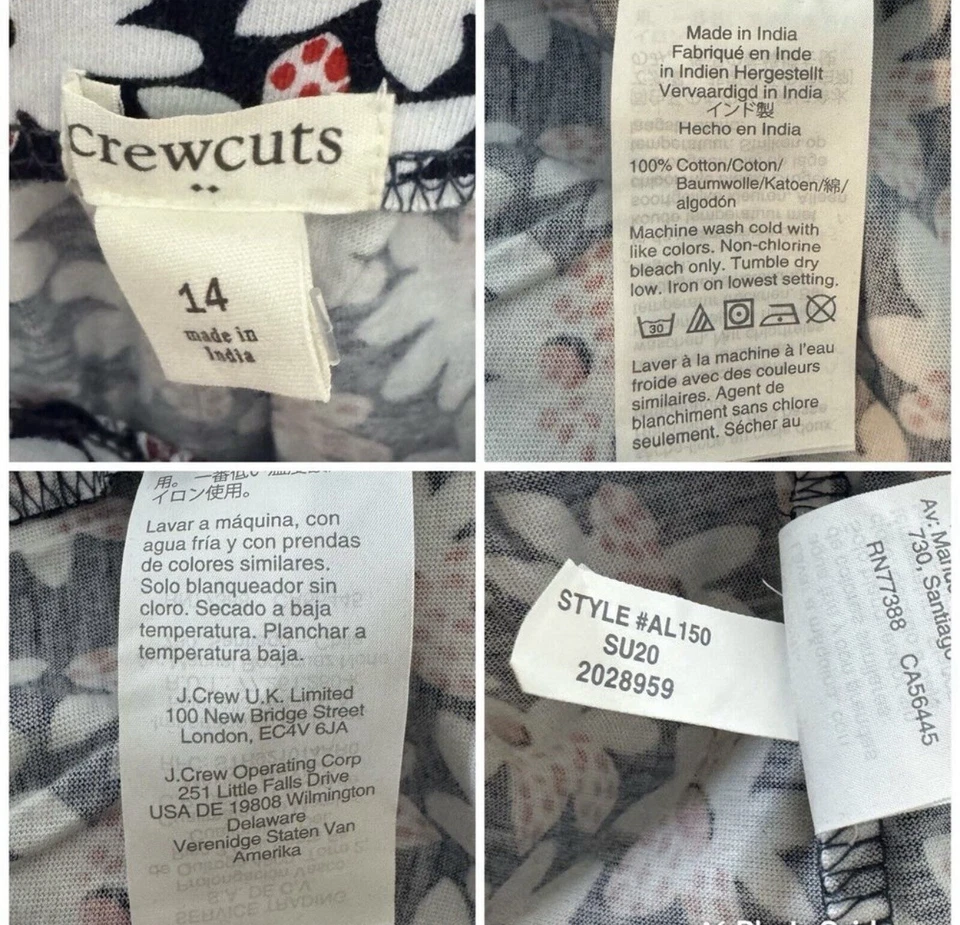 crewcuts
14
made in
India
Made in India
Fabriqué en Inde
in Indien Hergestellt
Vervaardigd in India
インド製
Hecho en India
100% Cotton/Coton/
Baumwolle/Katoen/綿/
algodón
Machine wash cold with
like colors. Non-chlorine
bleach only. Tumble dry
low. Iron on lowest setting.
30
Laver à la machine à l'eau
froide avec des couleurs
similaires. Agent de
blanchiment sans chlore
seulement. Sécher au
用。一番低い
イロン使用。
Lavar a máquina, con
agua fría y con prendas
de colores similares.
Solo blanqueador sin
cloro. Secado a baja
temperatura. Planchar a
temperatura baja.
J.Crew U.K. Limited
100 New Bridge Street
London, EC4V 6JA
J.Crew Operating Corp
251 Little Falls Drive
USA DE 19808 Wilmington
Delaware
Verenidge Staten Van
Amerika
STYLE #AL150
SU20
2028959
Av.
730, Santiago
RN77388 CA56445